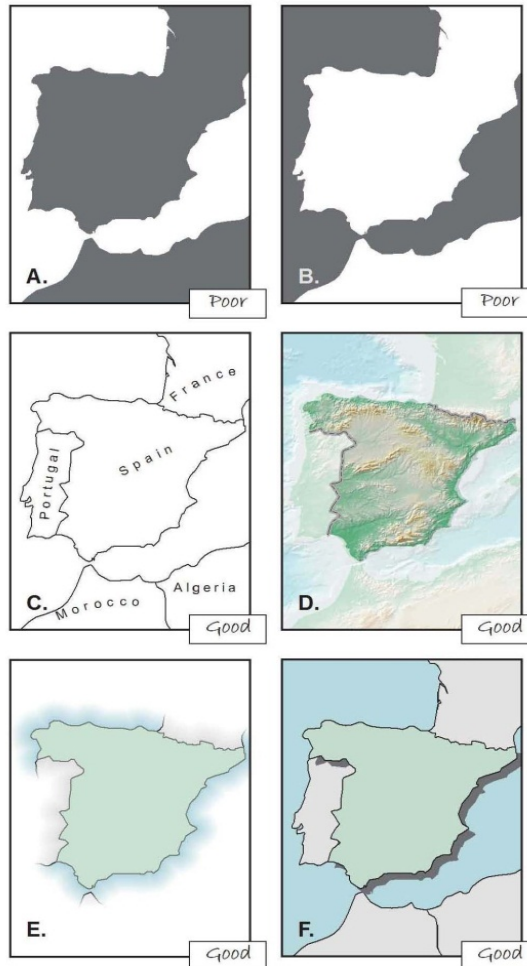 A.
Poor
B.
Poor
France
Spain
Portugal
Algeria
Morocco
C.
Good
D.
Good
E.
Good
F.
Good